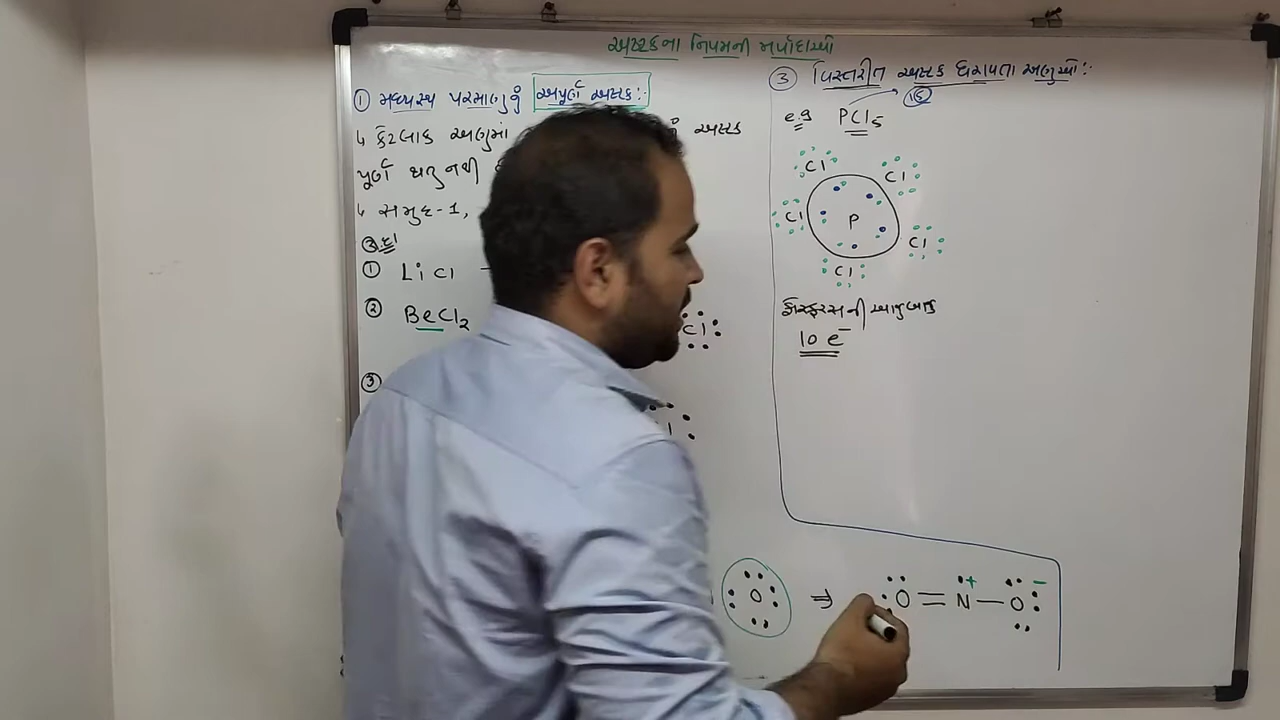 અષ્ટકના નિયમની મર્યાદાઓ
① મધ્યસ્થ પરમાણુનું અપૂર્ણ અષ્ટક :-
↳ કેટલાક અણુમાં અષ્ટક
પૂર્ણ થતુ નથી
↳ સમુહ-1,
① LiCl
② BeCl₂
Cl
③
O ⇒ O = N⁺ — O⁻
③ વિસ્તરીત અષ્ટક ધરાવતા અણુઓ :-
e.g PCl₅ ⑮
Cl
Cl
Cl
P
Cl
Cl
ફોસ્ફરસની આજુબાજુ
10 e⁻